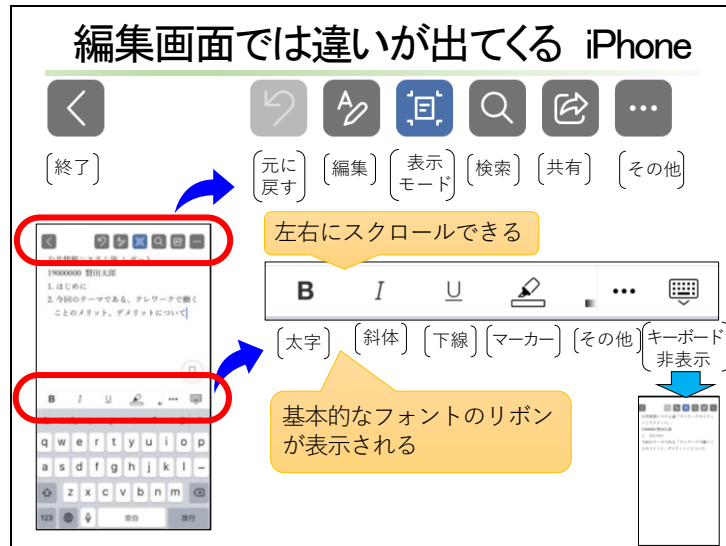 編集画面では違いが出てくる iPhone
終了
元に
戻す
編集
表示
モード
検索
共有
その他
左右にスクロールできる
19000000 磐田太郎
1. はじめに
2. 今回のテーマである、テレワークで働く
ことのメリット、デメリットについて
B I U
太字
斜体
下線
マーカー
その他
キーボード
非表示
基本的なフォントのリボン
が表示される
B I U
q w e r t y u i o p
a s d f g h j k l –
z x c v b n m
123 空白 改行